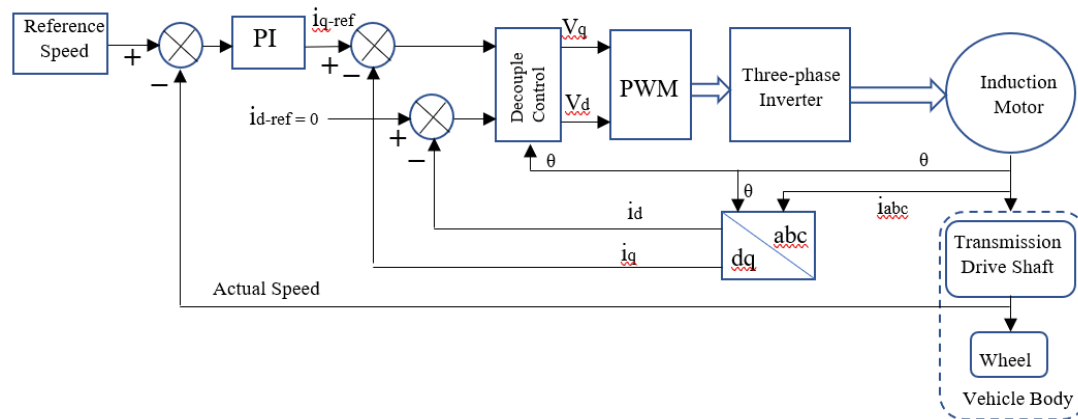 Reference
Speed
+
−
PI
iq-ref
+
−
id-ref = 0
+
−
Decouple
Control
Vq
Vd
PWM
Three-phase
Inverter
Induction
Motor
θ
θ
θ
iabc
id
iq
abc
dq
Transmission
Drive Shaft
Actual Speed
Wheel
Vehicle Body